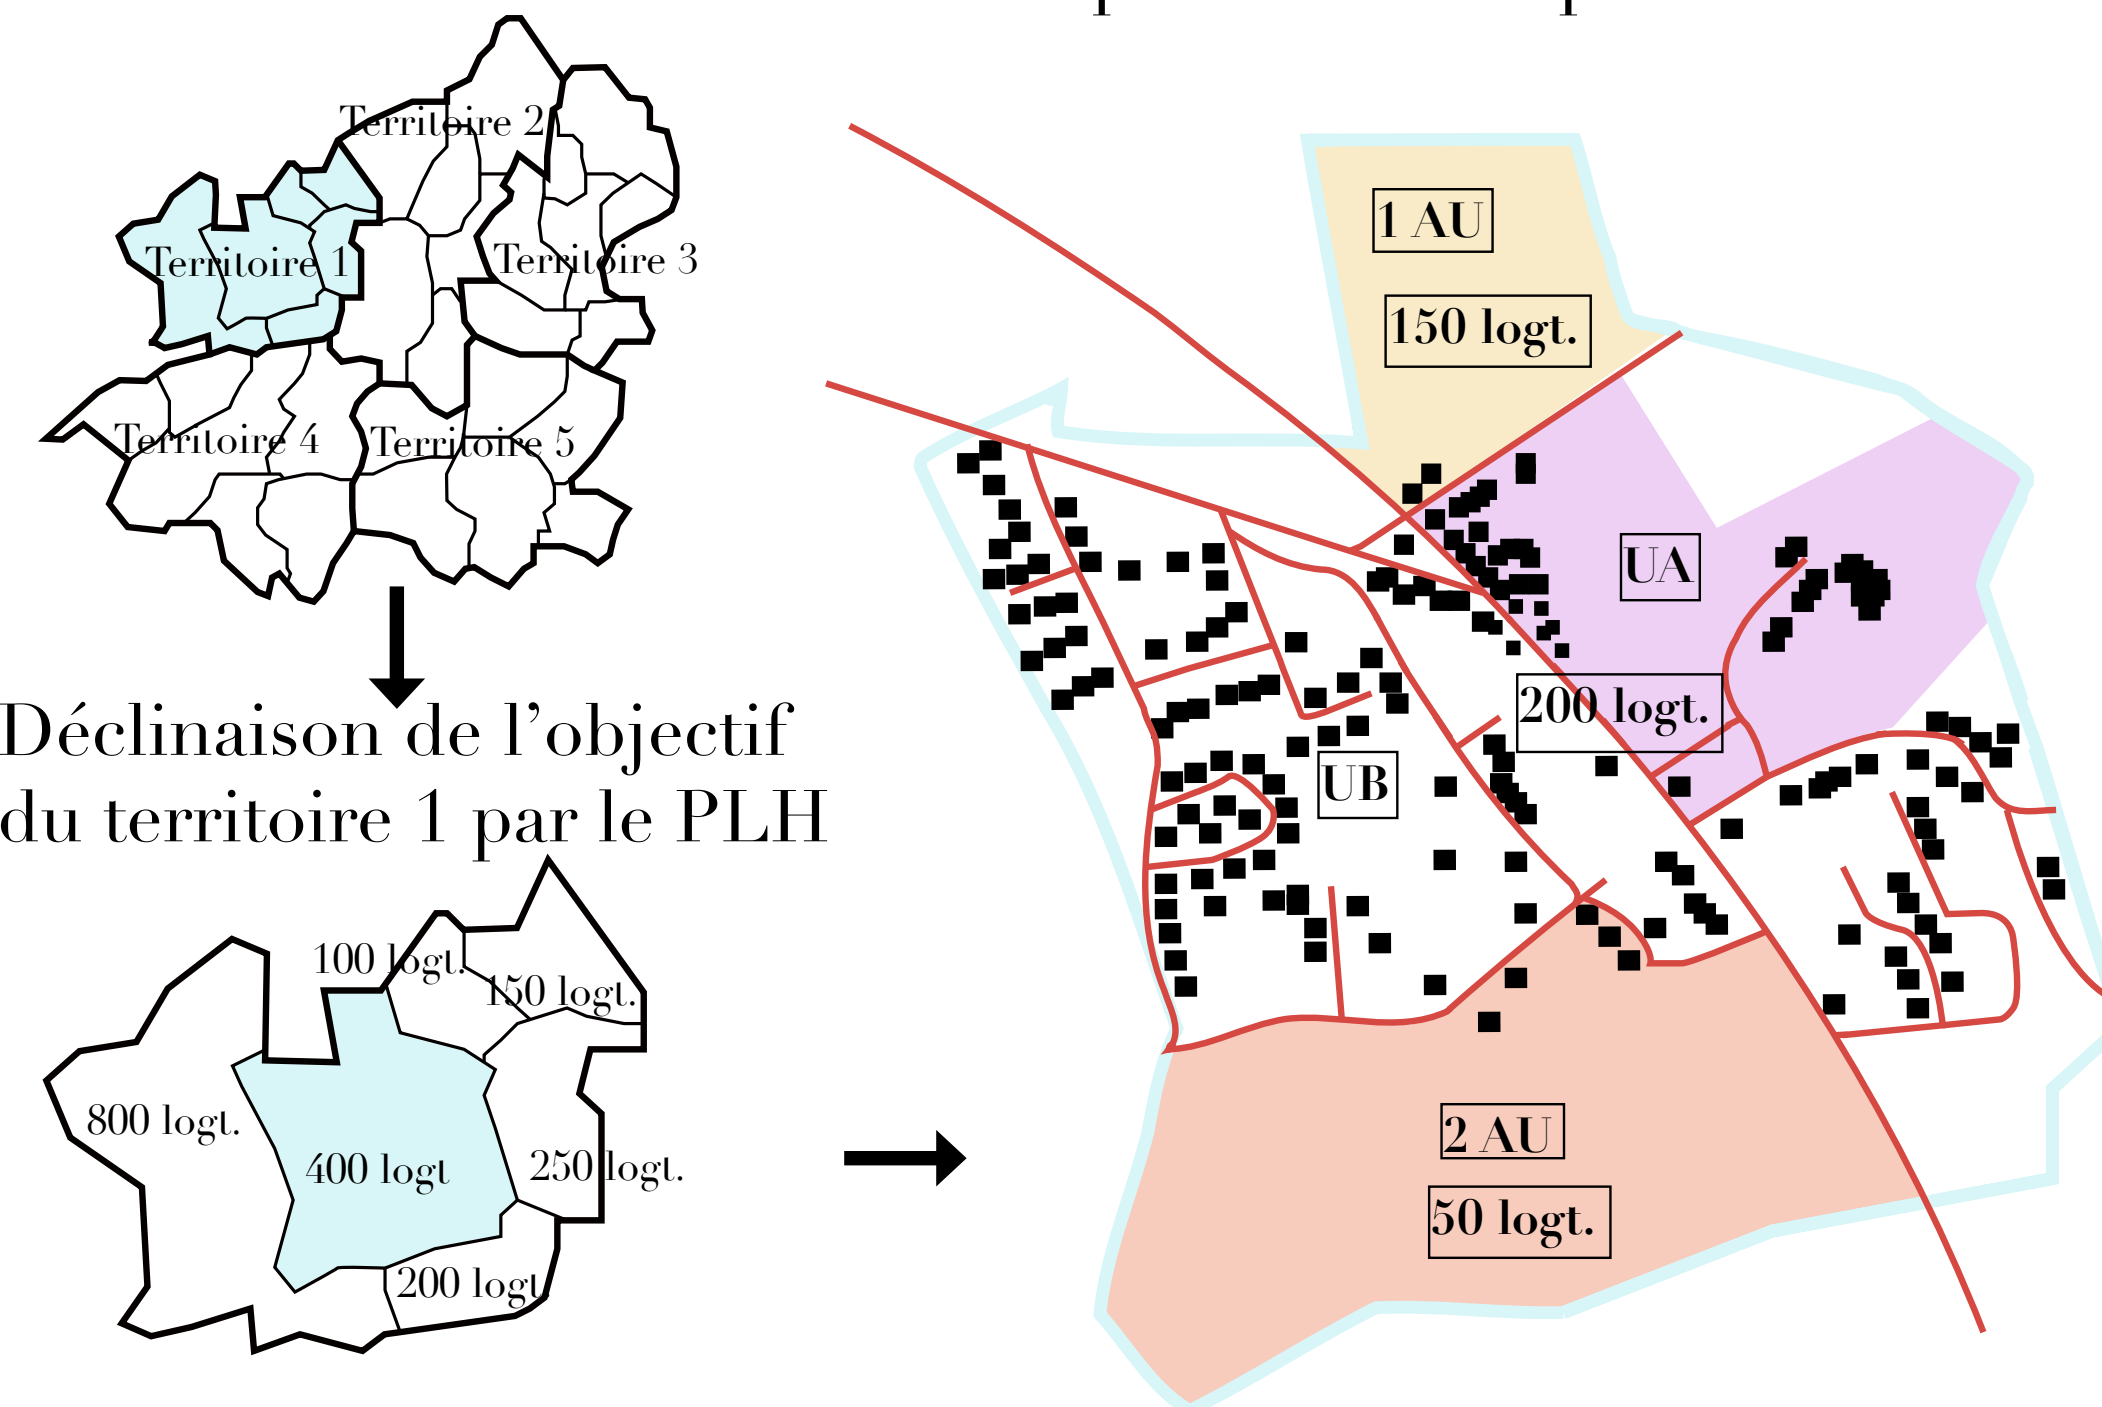 Territoire 2
Territoire 1
Territoire 3
Territoire 4
Territoire 5
Déclinaison de l’objectif
du territoire 1 par le PLH
100 logt.
150 logt.
800 logt.
400 logt
250 logt.
200 logt
1 AU
150 logt.
UA
200 logt.
UB
2 AU
50 logt.